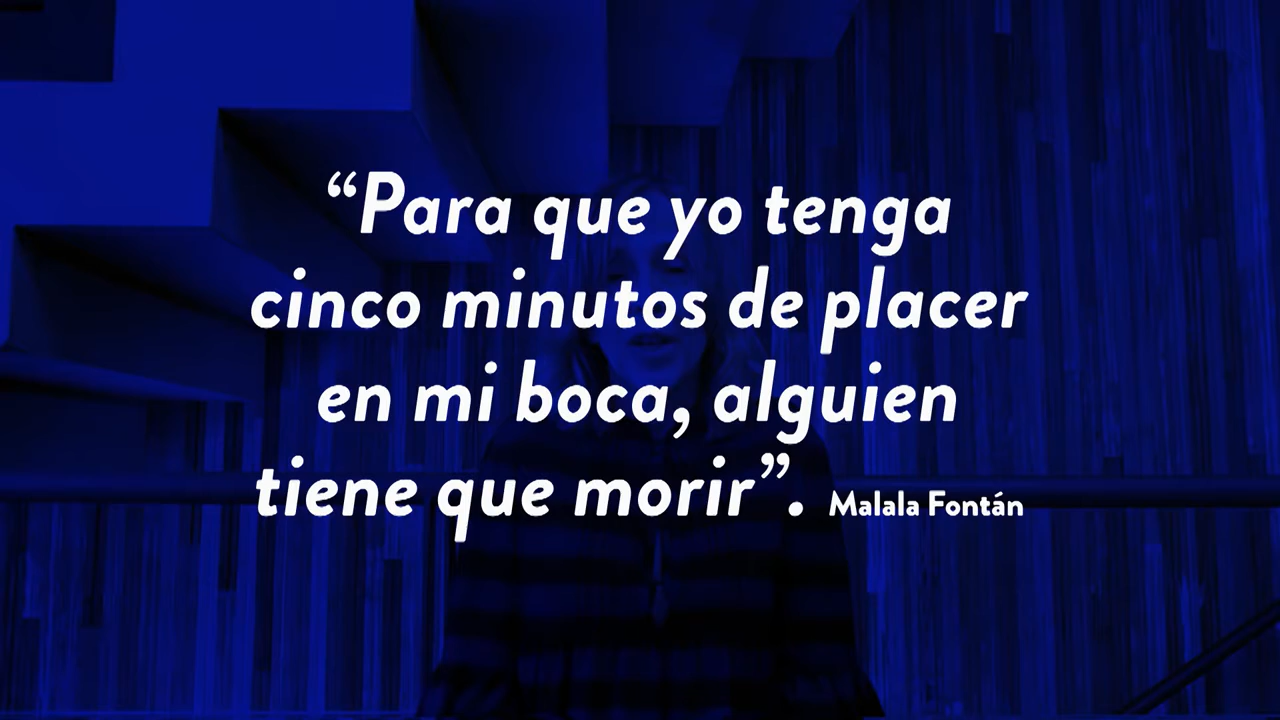 “Para que yo tenga
cinco minutos de placer
en mi boca, alguien
tiene que morir”. Malala Fontán